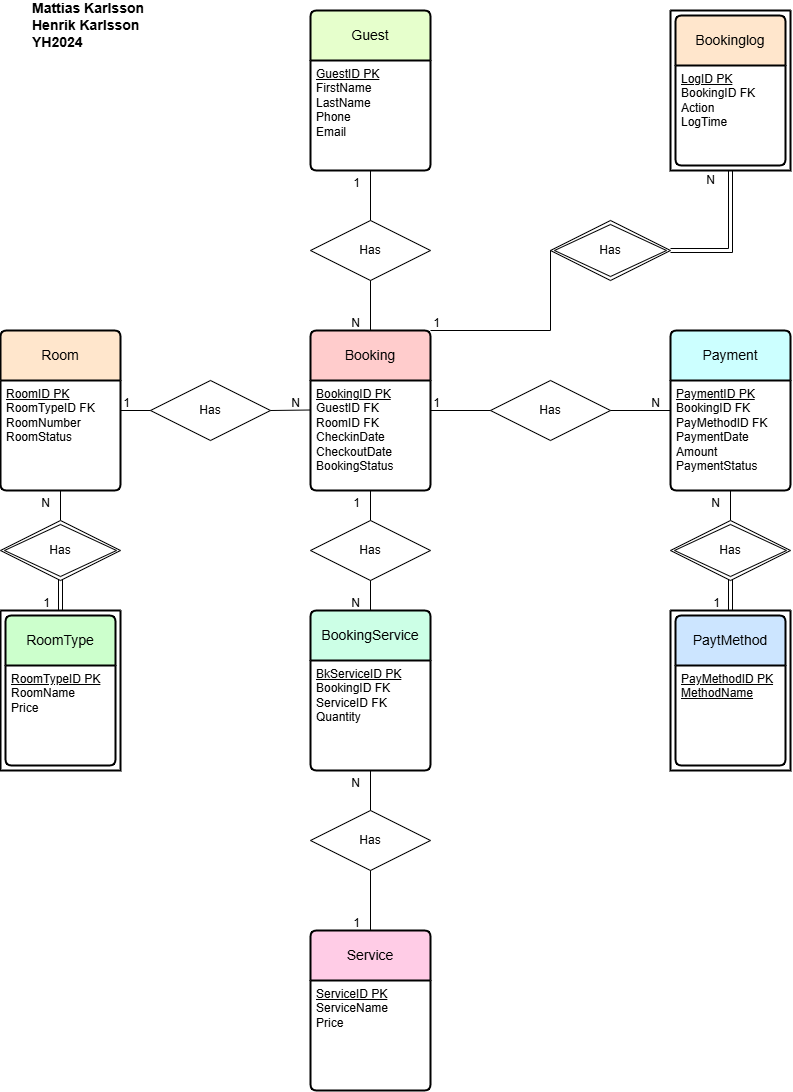 Mattias Karlsson
Henrik Karlsson
YH2024
Guest
GuestID PK
FirstName
LastName
Phone
Email
Bookinglog
LogID PK
BookingID FK
Action
LogTime
1
N
Has
Has
N
1
Room
RoomID PK
RoomTypeID FK
RoomNumber
RoomStatus
1
Has
N
Booking
BookingID PK
GuestID FK
RoomID FK
CheckinDate
CheckoutDate
BookingStatus
1
Has
N
Payment
PaymentID PK
BookingID FK
PayMethodID FK
PaymentDate
Amount
PaymentStatus
N
Has
1
1
Has
N
N
Has
1
RoomType
RoomTypeID PK
RoomName
Price
BookingService
BkServiceID PK
BookingID FK
ServiceID FK
Quantity
PaytMethod
PayMethodID PK
MethodName
N
Has
1
Service
ServiceID PK
ServiceName
Price